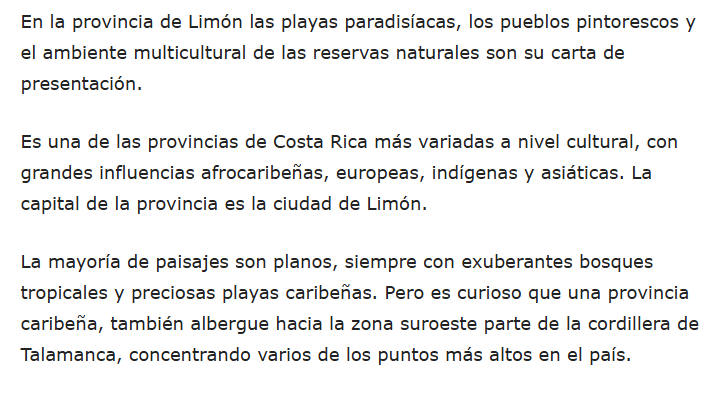 En la provincia de Limón las playas paradisíacas, los pueblos pintorescos y
el ambiente multicultural de las reservas naturales son su carta de
presentación.
Es una de las provincias de Costa Rica más variadas a nivel cultural, con
grandes influencias afrocaribeñas, europeas, indígenas y asiáticas. La
capital de la provincia es la ciudad de Limón.
La mayoría de paisajes son planos, siempre con exuberantes bosques
tropicales y preciosas playas caribeñas. Pero es curioso que una provincia
caribeña, también albergue hacia la zona suroeste parte de la cordillera de
Talamanca, concentrando varios de los puntos más altos en el país.